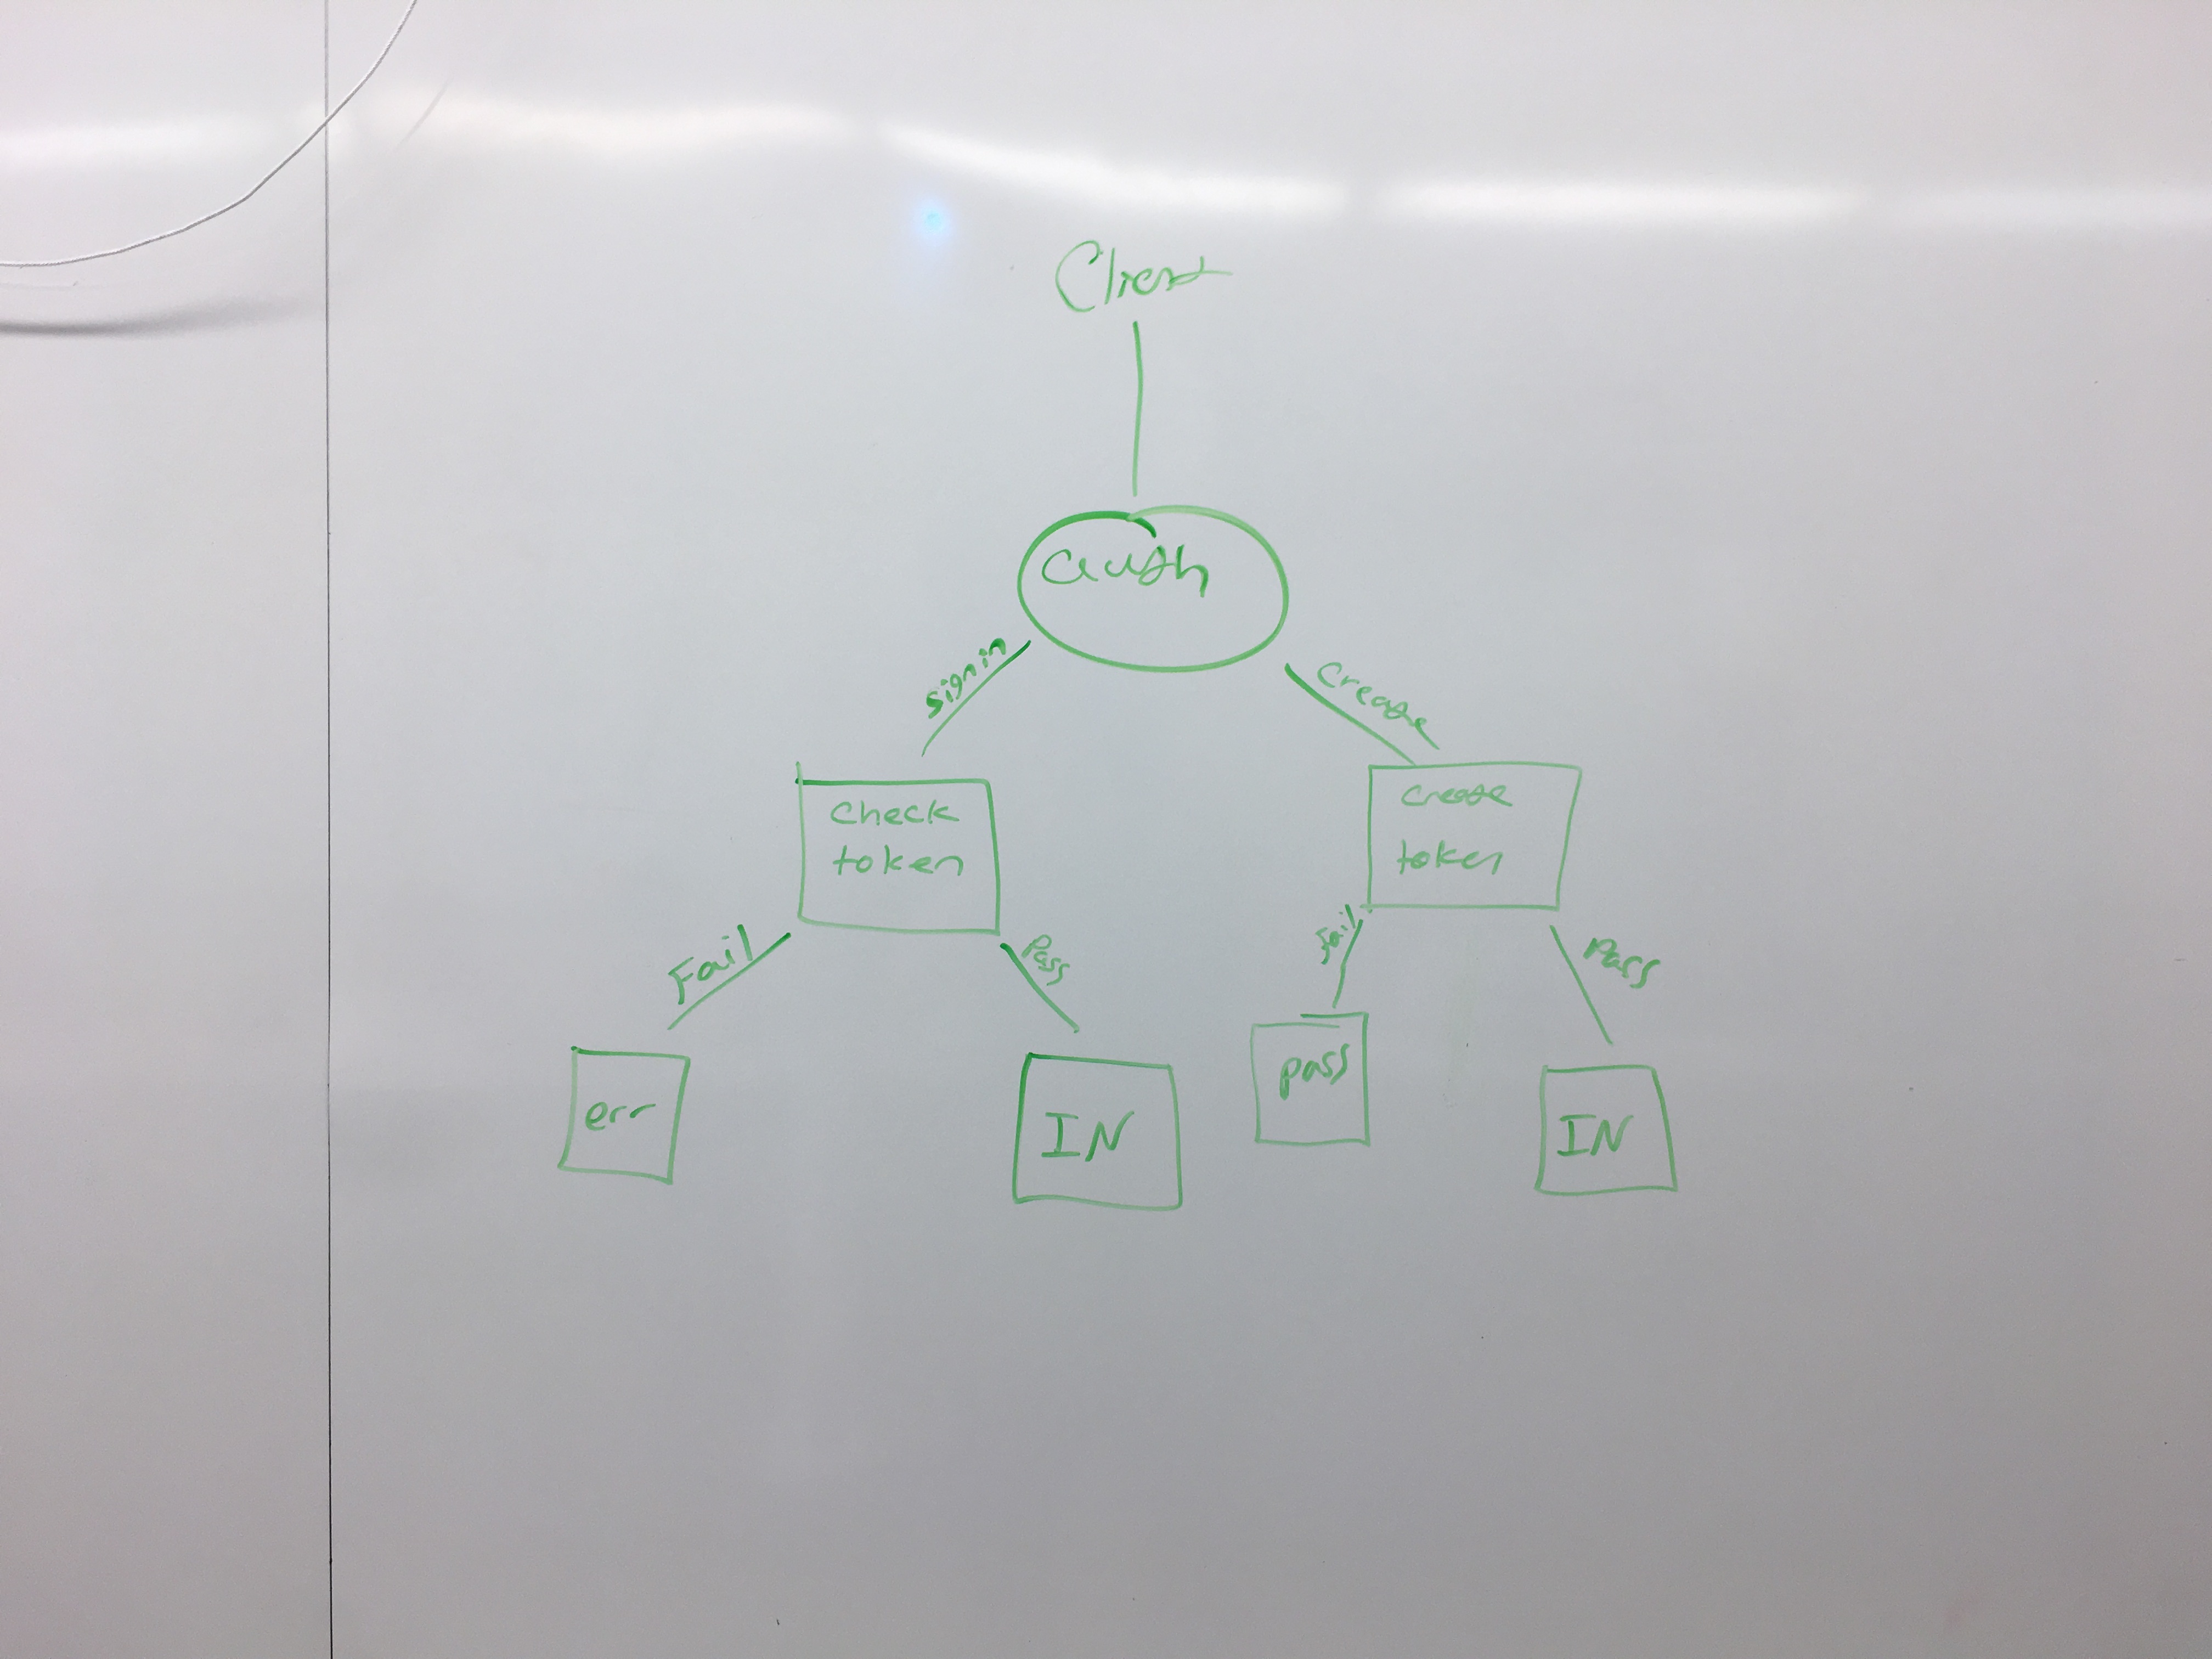 Client
auth
Signin
Create
Check
token
Create
token
Fail
Pass
fail
Pass
err
IN
pass
IN